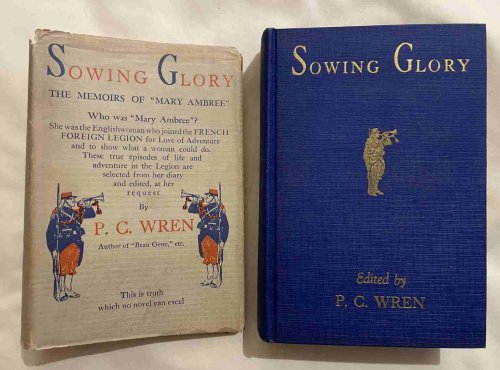 SOWING GLORY
THE MEMOIRS OF "MARY AMBREE"
Who was "Mary Ambree"?
She was the Englishwoman who joined the FRENCH
FOREIGN LEGION for Love of Adventure
and to show what a woman could do.
These true episodes of life and
adventure in the Legion are
selected from her diary
and edited, at her
request
By
P. C. WREN
Author of "Beau Geste," etc.
This is truth
which no novel can excel
SOWING GLORY
Edited by
P. C. WREN